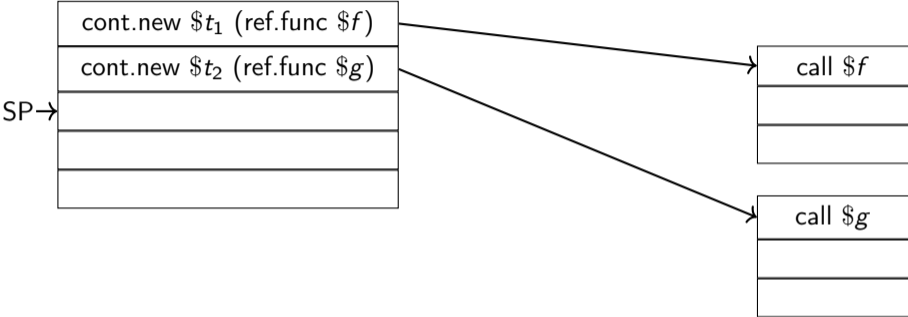 cont.new $t₁ (ref.func $f)
cont.new $t₂ (ref.func $g)
SP
call $f
call $g